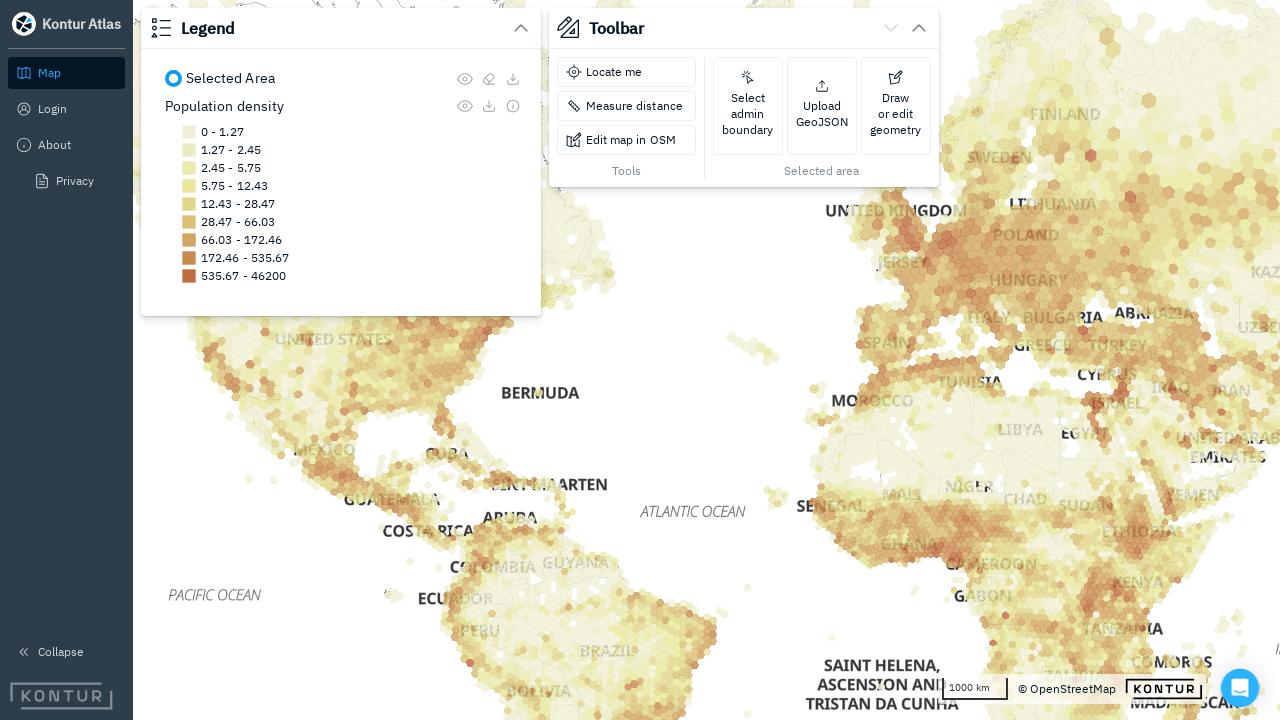 Kontur Atlas
Map
Login
About
Privacy
Collapse
KONTUR
Legend
Selected Area
Population density
0 - 1.27
1.27 - 2.45
2.45 - 5.75
5.75 - 12.43
12.43 - 28.47
28.47 - 66.03
66.03 - 172.46
172.46 - 535.67
535.67 - 46200
Toolbar
Locate me
Measure distance
Edit map in OSM
Tools
Select
admin
boundary
Upload
GeoJSON
Draw
or edit
geometry
Selected area
FINLAND
SWEDEN
UNITED KINGDOM
LITHUANIA
POLAND
JERSEY
HUNGARY
ITALY
BULGARIA
ABKHAZIA
SPAIN
GREECE
TURKEY
TUNISIA
CYPRUS
IRAQ
IRAN
MOROCCO
ISRAEL
LIBYA
EGYPT
UNITED ARAB
EMIRATES
UNITED STATES
BERMUDA
MEXICO
CUBA
SINT MAARTEN
GUATEMALA
ARUBA
COSTA RICA
ATLANTIC OCEAN
SENEGAL
MALI
NIGER
CHAD
SUDAN
YEMEN
GHANA
ETHIOPIA
CAMEROON
KENYA
GABON
TANZANIA
COLOMBIA
GUYANA
ECUADOR
PACIFIC OCEAN
PERU
BRAZIL
BOLIVIA
SAINT HELENA,
ASCENSION AND
TRISTAN DA CUNHA
ZAMBIA
COMOROS
MADAGASCAR
1000 km
© OpenStreetMap
KONTUR